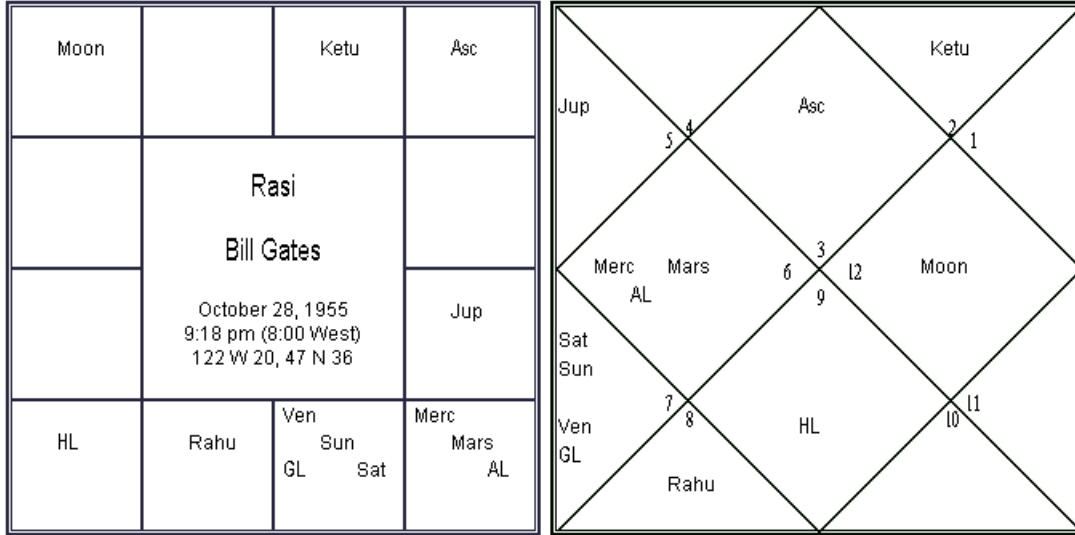 Moon Ketu Asc
Rasi
Bill Gates
October 28, 1955
9:18 pm (8:00 West)
122 W 20, 47 N 36
Jup
HL Rahu
Ven
Sun
GL Sat
Merc
Mars
AL
Ketu
Jup Asc
5 4 2 1
3
Merc Mars 6 12 Moon
AL 9
Sat
Sun
7 8 10 11
Ven HL
GL
Rahu